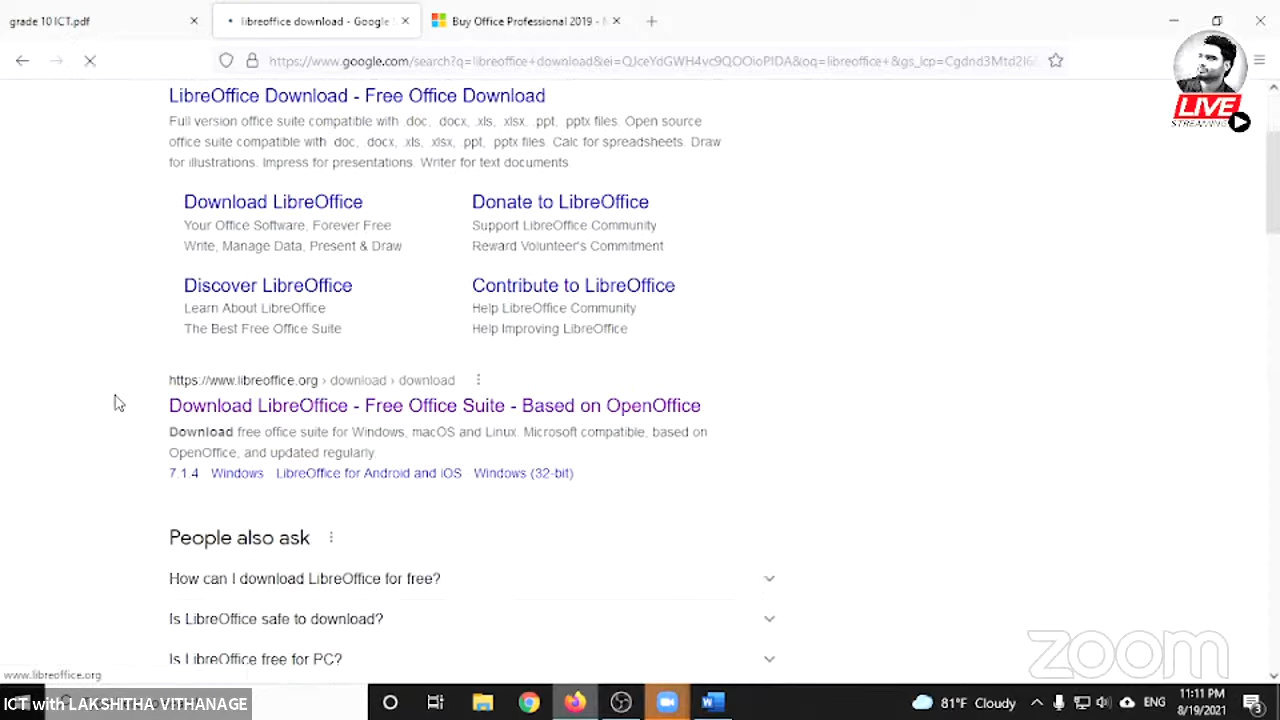 grade 10 ICT.pdf
libreoffice download - Google
Buy Office Professional 2019 -
https://www.google.com/search?q=libreoffice+download&ei=QJceYdGWH4vc9QOOioPIDA&oq=libreoffice+&gs_lcp=Cgdnd3Mtd2l6
LIVE
STREAMING
LibreOffice Download - Free Office Download
Full version office suite compatible with .doc, .docx, .xls, .xlsx, .ppt, .pptx files. Open source
office suite compatible with .doc, .docx, .xls, .xlsx, .ppt, .pptx files. Calc for spreadsheets. Draw
for illustrations. Impress for presentations. Writer for text documents.
Download LibreOffice
Your Office Software, Forever Free
Write, Manage Data, Present & Draw
Donate to LibreOffice
Support LibreOffice Community
Reward Volunteer's Commitment
Discover LibreOffice
Learn About LibreOffice
The Best Free Office Suite
Contribute to LibreOffice
Help LibreOffice Community
Help Improving LibreOffice
https://www.libreoffice.org › download › download
Download LibreOffice - Free Office Suite - Based on OpenOffice
Download free office suite for Windows, macOS and Linux. Microsoft compatible, based on
OpenOffice, and updated regularly.
7.1.4 Windows LibreOffice for Android and iOS Windows (32-bit)
People also ask
How can I download LibreOffice for free?
Is LibreOffice safe to download?
Is LibreOffice free for PC?
www.libreoffice.org
zoom
ICT with LAKSHITHA VITHANAGE
81°F Cloudy
ENG
11:11 PM
8/19/2021
3